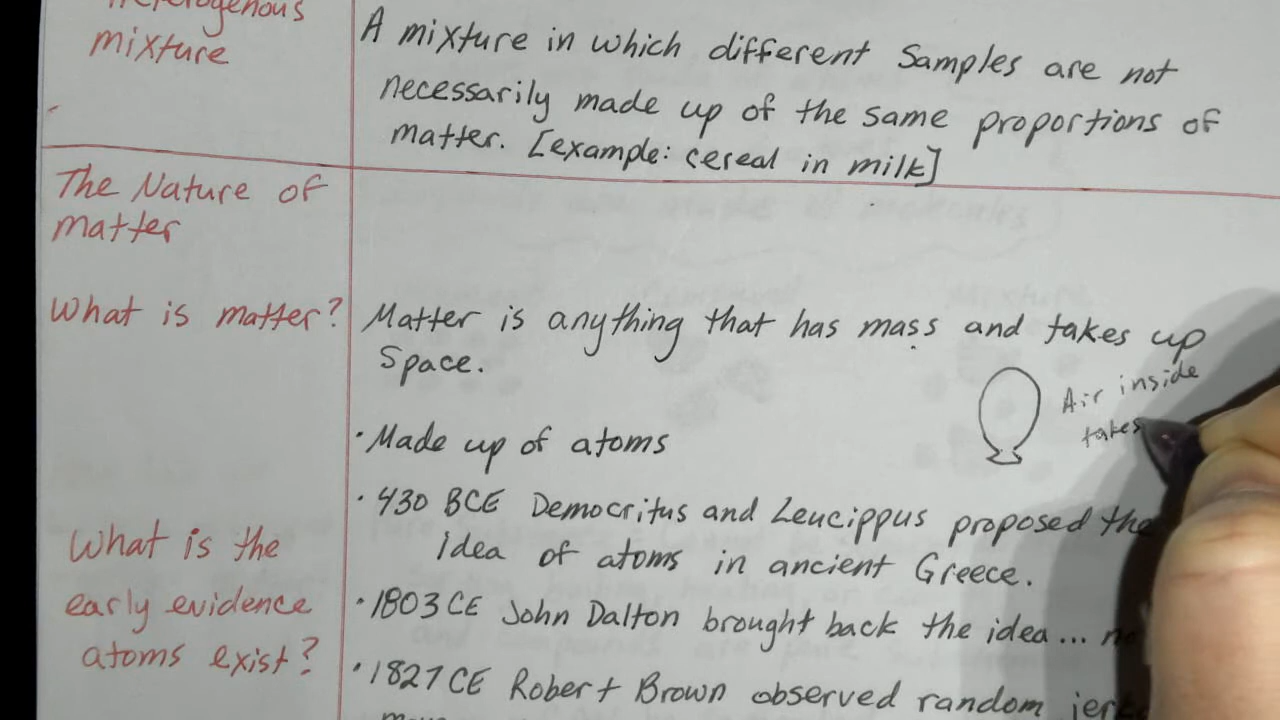 Heterogenous
mixture
A mixture in which different Samples are not
necessarily made up of the same proportions of
matter. [example: cereal in milk]
The Nature of
matter
What is matter?
Matter is anything that has mass and takes up
Space.
Air inside
takes
• Made up of atoms
• 430 BCE Democritus and Leucippus proposed the
idea of atoms in ancient Greece.
What is the
early evidence
atoms exist?
• 1803 CE John Dalton brought back the idea...
• 1827 CE Robert Brown observed random